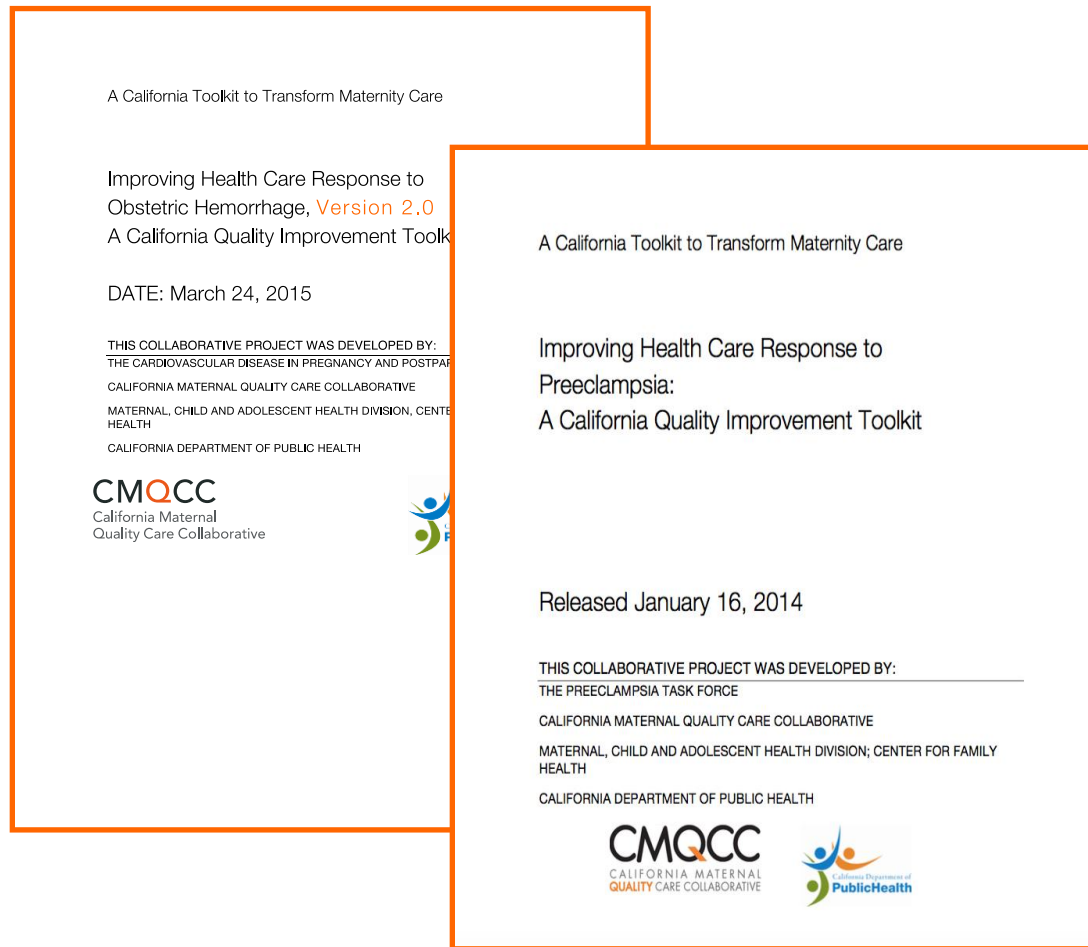 A California Toolkit to Transform Maternity Care
Improving Health Care Response to
Obstetric Hemorrhage, Version 2.0
A California Quality Improvement Toolk
DATE: March 24, 2015
THIS COLLABORATIVE PROJECT WAS DEVELOPED BY:
THE CARDIOVASCULAR DISEASE IN PREGNANCY AND POSTPAR
CALIFORNIA MATERNAL QUALITY CARE COLLABORATIVE
MATERNAL, CHILD AND ADOLESCENT HEALTH DIVISION, CENTE
HEALTH
CALIFORNIA DEPARTMENT OF PUBLIC HEALTH
CMQCC
California Maternal
Quality Care Collaborative
A California Toolkit to Transform Maternity Care
Improving Health Care Response to
Preeclampsia:
A California Quality Improvement Toolkit
Released January 16, 2014
THIS COLLABORATIVE PROJECT WAS DEVELOPED BY:
THE PREECLAMPSIA TASK FORCE
CALIFORNIA MATERNAL QUALITY CARE COLLABORATIVE
MATERNAL, CHILD AND ADOLESCENT HEALTH DIVISION; CENTER FOR FAMILY
HEALTH
CALIFORNIA DEPARTMENT OF PUBLIC HEALTH
CMQCC
CALIFORNIA MATERNAL
QUALITY CARE COLLABORATIVE
California Department of
PublicHealth